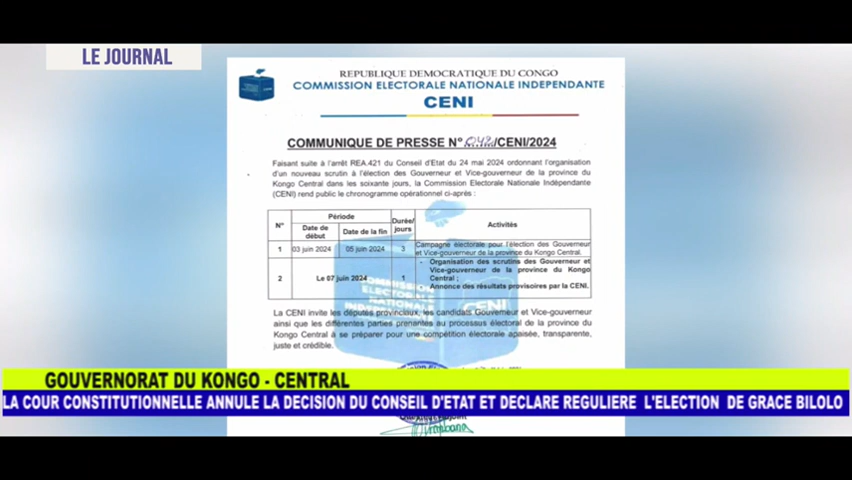 LE JOURNAL
REPUBLIQUE DEMOCRATIQUE DU CONGO
COMMISSION ELECTORALE NATIONALE INDEPENDANTE
CENI
COMMUNIQUE DE PRESSE N° 042/CENI/2024
Faisant suite à l'arrêt REA.421 du Conseil d'Etat du 24 mai 2024 ordonnant l'organisation
d'un nouveau scrutin à l'élection des Gouverneur et Vice-gouverneur de la province du
Kongo Central dans les soixante jours, la Commission Electorale Nationale Indépendante
(CENI) rend public le chronogramme opérationnel ci-après :
N° Période Durée/ jours Activités
Date de début Date de la fin
1 03 juin 2024 05 juin 2024 3 Campagne électorale pour l'élection des Gouverneur
et Vice-gouverneur de la province du Kongo Central.
2 Le 07 juin 2024 1 - Organisation des scrutins des Gouverneur et
Vice-gouverneur de la province du Kongo
Central ;
- Annonce des résultats provisoires par la CENI.
COMMISSION
ELECTORALE
NATIONALE
CENI
La CENI invite les députés provinciaux, les candidats Gouverneur et Vice-gouverneur
ainsi que les différentes parties prenantes au processus électoral de la province du
Kongo Central à se préparer pour une compétition électorale apaisée, transparente,
juste et crédible.
GOUVERNORAT DU KONGO - CENTRAL
LA COUR CONSTITUTIONNELLE ANNULE LA DECISION DU CONSEIL D'ETAT ET DECLARE REGULIERE L'ELECTION DE GRACE BILOLO